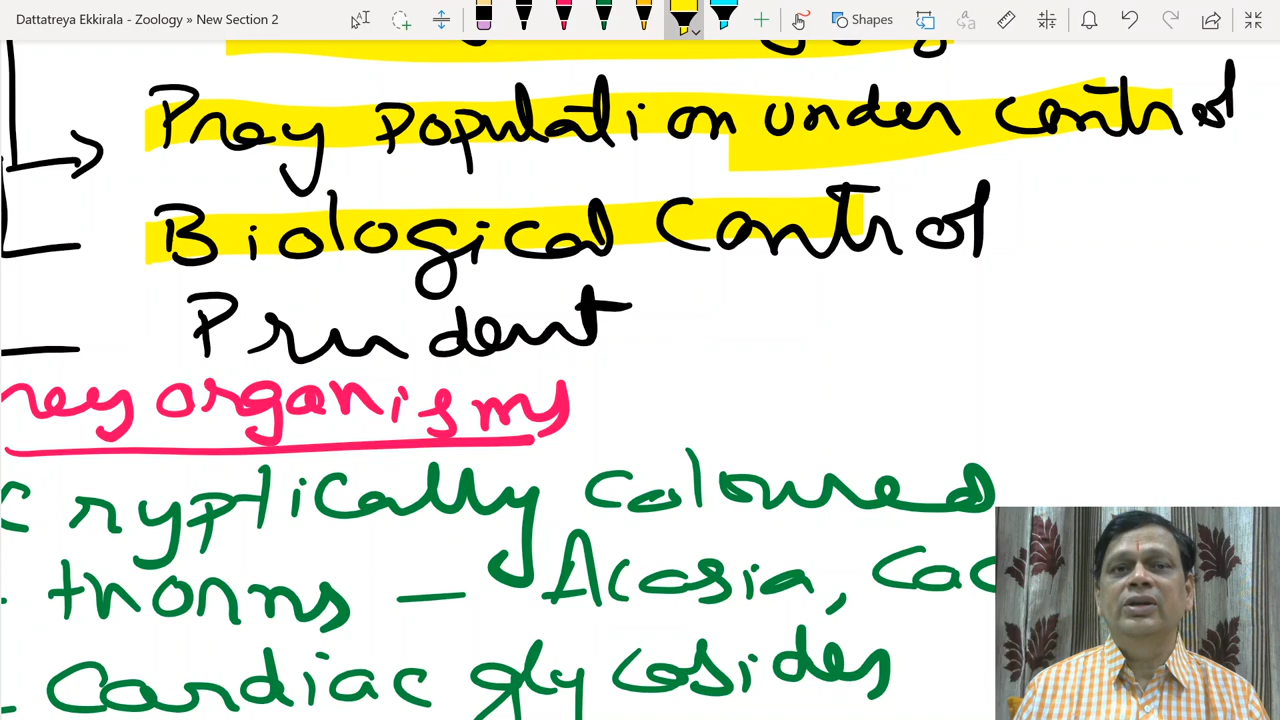 Dattatreya Ekkirala - Zoology » New Section 2
Shapes
Prey population under control
Biological Control
Prudent
rey organisms
cryptically coloured
thorns — Acasia, Cac
Cardiac glycosides